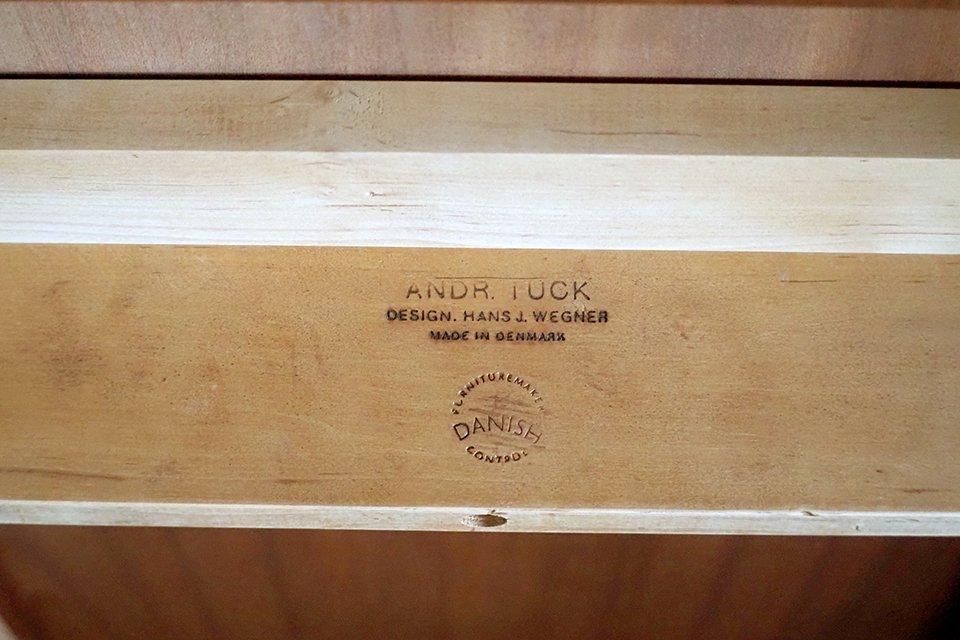 ANDR. TUCK
DESIGN. HANS J. WEGNER
MADE IN DENMARK
FURNITUREMAKER
DANISH
CONTROL